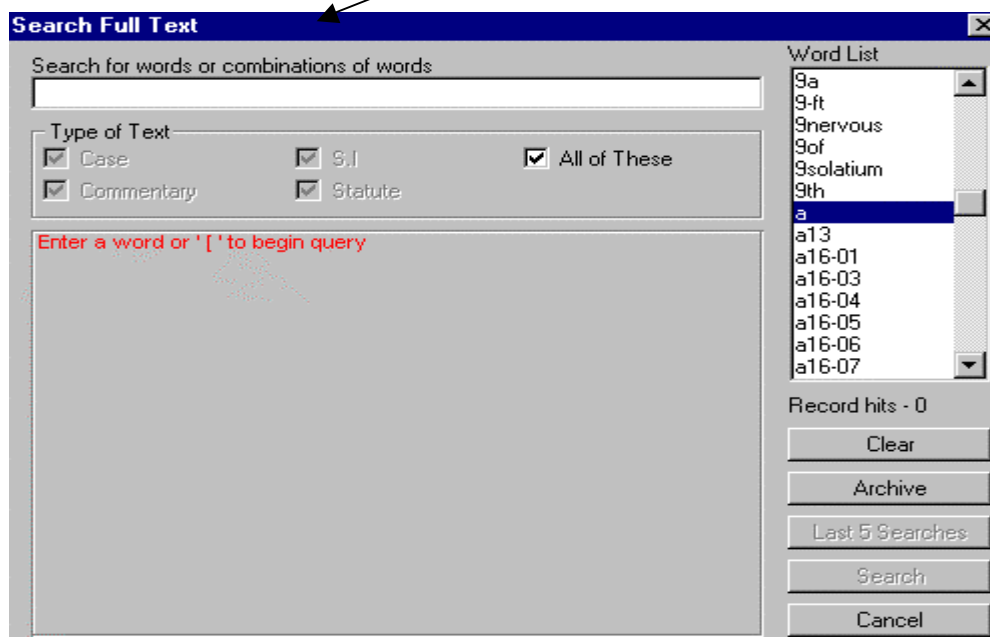 Search Full Text
Search for words or combinations of words
Type of Text
Case
S.I
All of These
Commentary
Statute
Enter a word or ' [ ' to begin query
Word List
9a
9-ft
9nervous
9of
9solatium
9th
a
a13
a16-01
a16-03
a16-04
a16-05
a16-06
a16-07
Record hits - 0
Clear
Archive
Last 5 Searches
Search
Cancel